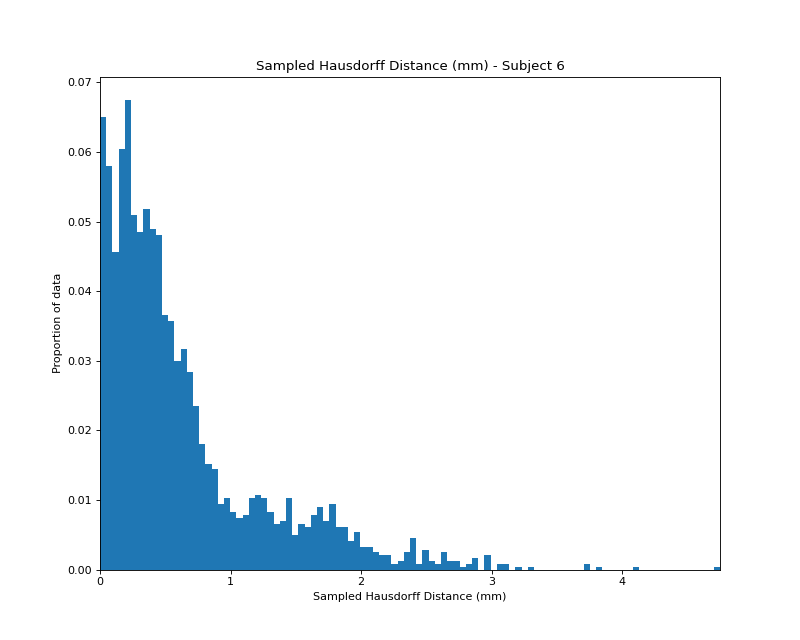 Sampled Hausdorff Distance (mm) - Subject 6
0.07
0.06
0.05
0.04
0.03
0.02
0.01
0.00
Proportion of data
0 1 2 3 4
Sampled Hausdorff Distance (mm)